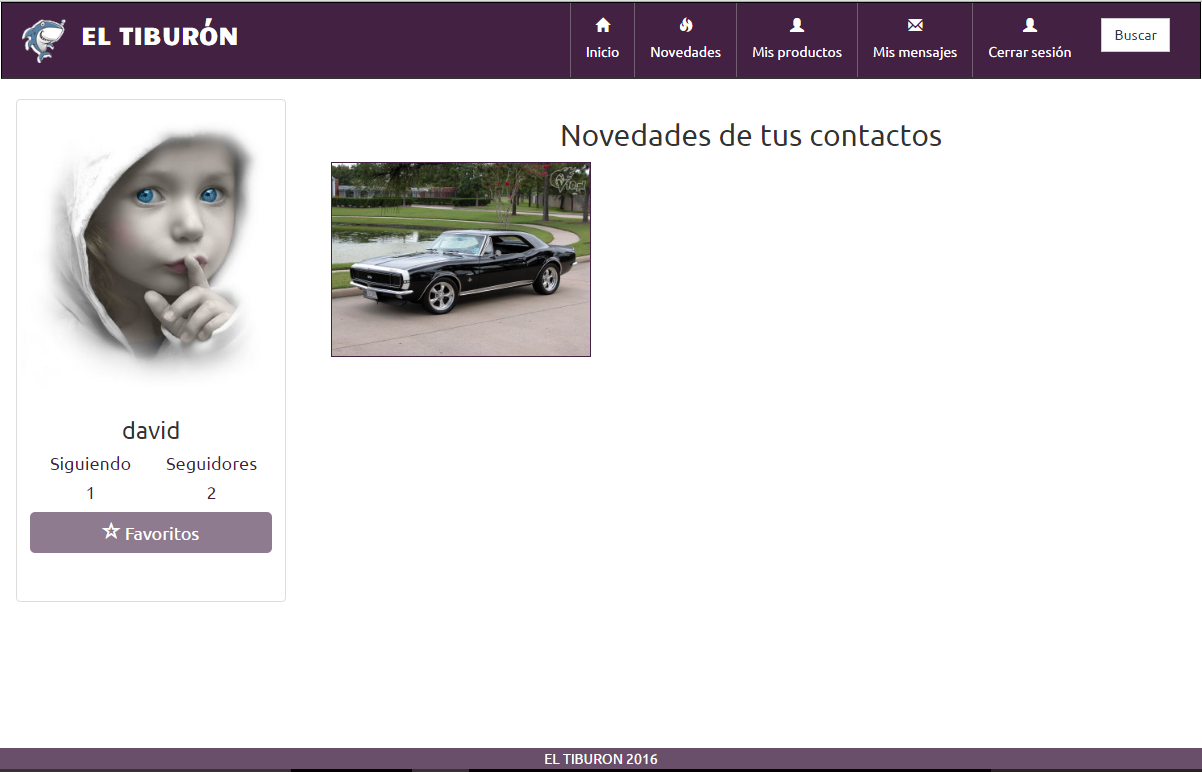 EL TIBURÓN
Inicio
Novedades
Mis productos
Mis mensajes
Cerrar sesión
Buscar
Novedades de tus contactos
david
Siguiendo
Seguidores
1
2
Favoritos
EL TIBURON 2016